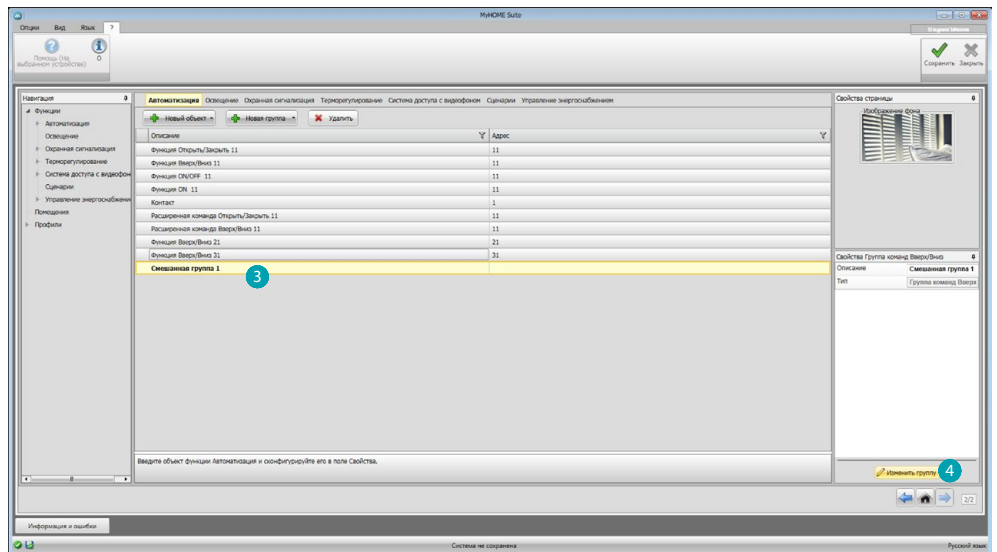 MyHOME Suite
Опции Вид Язык ?
Помощь (На выбранном устройстве)
О
Сохранить Закрыть
Навигация
Функции
Автоматизация
Освещение
Охранная сигнализация
Терморегулирование
Система доступа с видеофон
Сценарии
Управление энергоснабжени
Помещения
Профили
Автоматизация Освещение Охранная сигнализация Терморегулирование Система доступа с видеофоном Сценарии Управление энергоснабжением
Новый объект Новая группа Удалить
Описание Адрес
Функция Открыть/Закрыть 11 11
Функция Вверх/Вниз 11 11
Функция ON/OFF 11 11
Функция ON 11 11
Контакт 1
Расширенная команда Открыть/Закрыть 11 11
Расширенная команда Вверх/Вниз 11 11
Функция Вверх/Вниз 21 21
Функция Вверх/Вниз 31 31
Смешанная группа 1
3
Введите объект функции Автоматизация и сконфигурируйте его в поле Свойства.
Свойства страницы
Изображение фона
Свойства Группа команд Вверх/Вниз
Описание Смешанная группа 1
Тип Группа команд Вверх
Изменить группу 4
2/2
Информация и ошибки
Система не сохранена
Русский язык